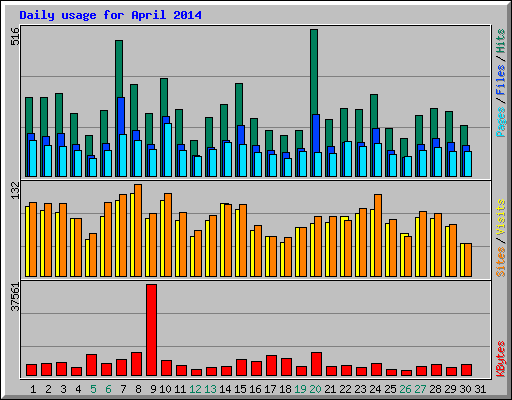 Daily usage for April 2014
516
Pages / Files / Hits
132
Sites / Visits
37561
KBytes
1 2 3 4 5 6 7 8 9 10 11 12 13 14 15 16 17 18 19 20 21 22 23 24 25 26 27 28 29 30 31